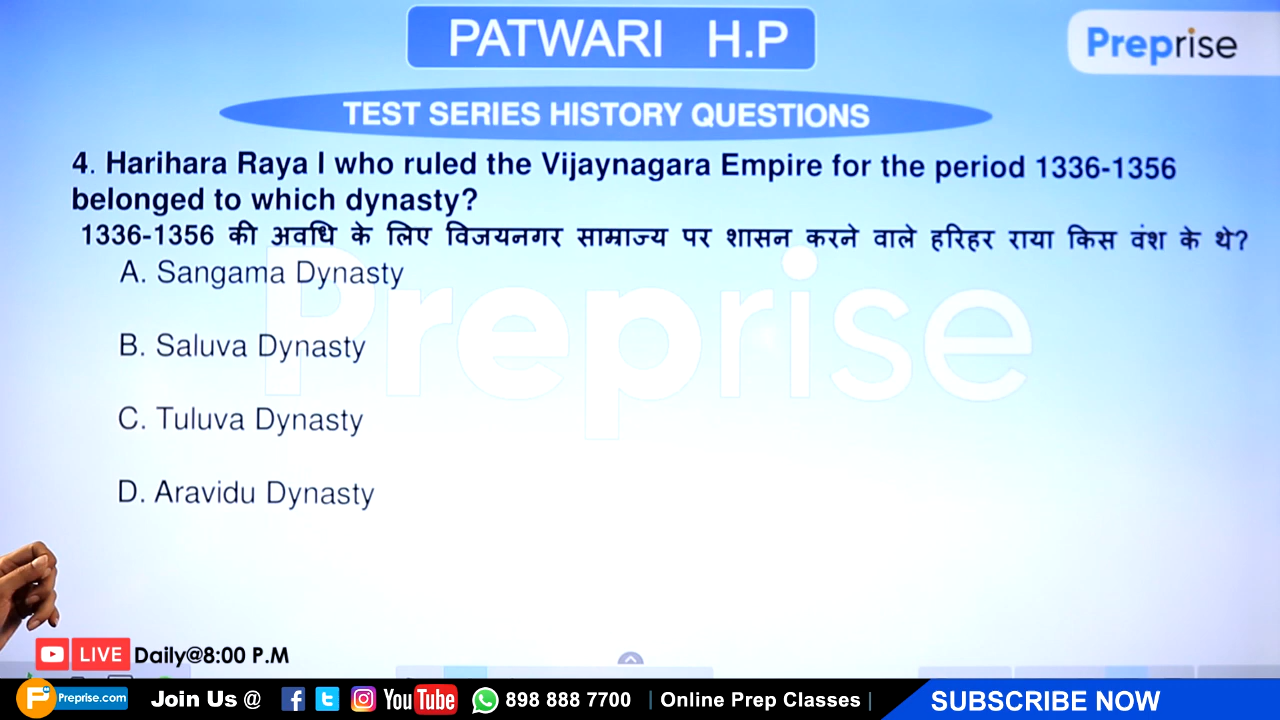 PATWARI H.P
Preprise
TEST SERIES HISTORY QUESTIONS
4. Harihara Raya I who ruled the Vijaynagara Empire for the period 1336-1356
belonged to which dynasty?
1336-1356 की अवधि के लिए विजयनगर साम्राज्य पर शासन करने वाले हरिहर राया किस वंश के थे?
A. Sangama Dynasty
Preprise
B. Saluva Dynasty
C. Tuluva Dynasty
D. Aravidu Dynasty
LIVE Daily@8:00 P.M
Preprise.com Join Us @ YouTube 898 888 7700 | Online Prep Classes | SUBSCRIBE NOW